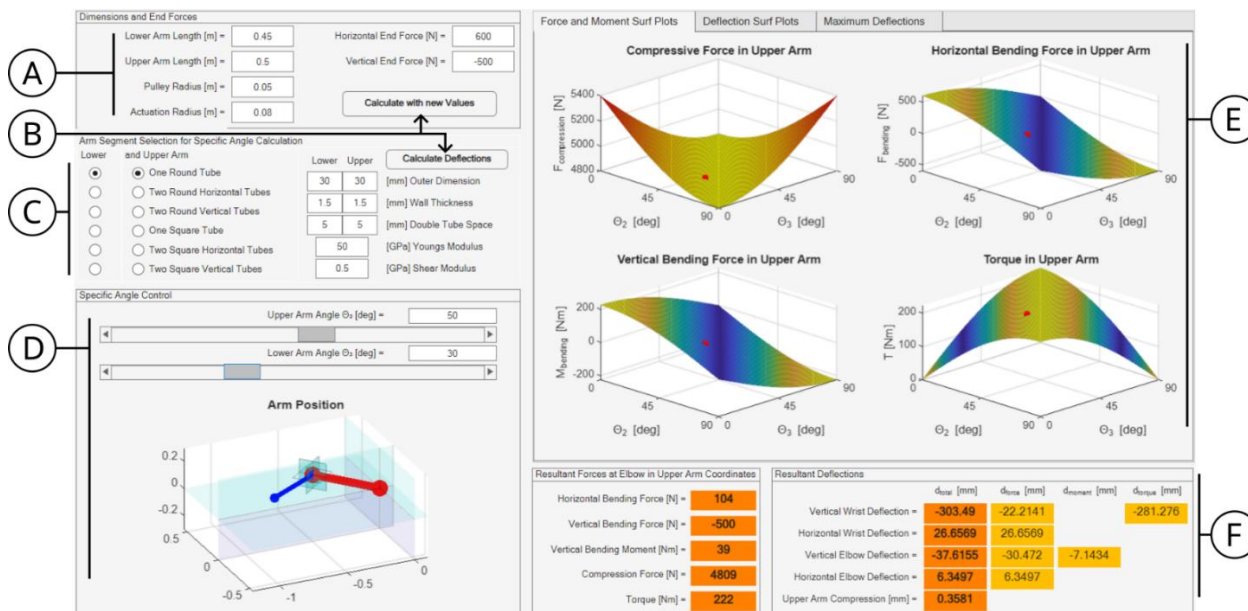 Dimensions and End Forces
Lower Arm Length [m] = 0.45 Horizontal End Force [N] = 600
Upper Arm Length [m] = 0.5 Vertical End Force [N] = -500
Pulley Radius [m] = 0.05
Actuation Radius [m] = 0.08 Calculate with new Values
A
B
Arm Segment Selection for Specific Angle Calculation
Lower and Upper Arm Lower Upper Calculate Deflections
One Round Tube 30 30 [mm] Outer Dimension
Two Round Horizontal Tubes 1.5 1.5 [mm] Wall Thickness
Two Round Vertical Tubes 5 5 [mm] Double Tube Space
One Square Tube
Two Square Horizontal Tubes 50 [GPa] Youngs Modulus
Two Square Vertical Tubes 0.5 [GPa] Shear Modulus
C
Specific Angle Control
Upper Arm Angle Θ₃ [deg] = 50
Lower Arm Angle Θ₂ [deg] = 30
D
Arm Position
0.2
0
-0.2
0.5
0
-0.5
-1
-0.5
0
Force and Moment Surf Plots Deflection Surf Plots Maximum Deflections
Compressive Force in Upper Arm
F compression [N]
5400
5200
5000
4800
0 45 90
Θ2 [deg]
0 45 90
Θ3 [deg]
Horizontal Bending Force in Upper Arm
F bending [N]
500
0
-500
0 45 90
Θ2 [deg]
0 45 90
Θ3 [deg]
Vertical Bending Force in Upper Arm
M bending [Nm]
200
0
-200
0 45 90
Θ2 [deg]
0 45 90
Θ3 [deg]
Torque in Upper Arm
T [Nm]
200
100
0
0 45 90
Θ2 [deg]
0 45 90
Θ3 [deg]
E
Resultant Forces at Elbow in Upper Arm Coordinates
Horizontal Bending Force [N] = 104
Vertical Bending Force [N] = -500
Vertical Bending Moment [Nm] = 39
Compression Force [N] = 4809
Torque [Nm] = 222
Resultant Deflections
dtotal [mm] dforce [mm] dmoment [mm] dtorque [mm]
Vertical Wrist Deflection = -303.49 -22.2141 -281.276
Horizontal Wrist Deflection = 26.6569 26.6569
Vertical Elbow Deflection = -37.6155 -30.472 -7.1434
Horizontal Elbow Deflection = 6.3497 6.3497
Upper Arm Compression [mm] = 0.3581
F